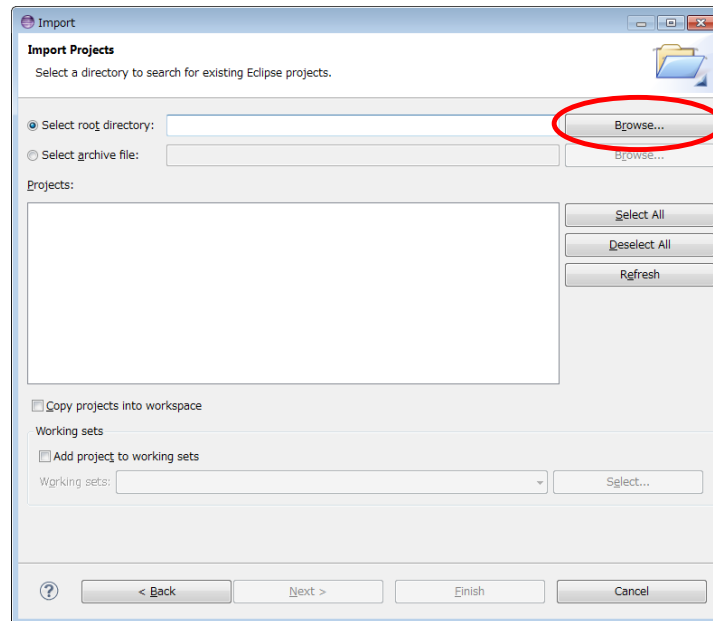 Import
Import Projects
Select a directory to search for existing Eclipse projects.
Select root directory:
Browse...
Select archive file:
Browse...
Projects:
Select All
Deselect All
Refresh
Copy projects into workspace
Working sets
Add project to working sets
Working sets:
Select...
?
< Back
Next >
Finish
Cancel